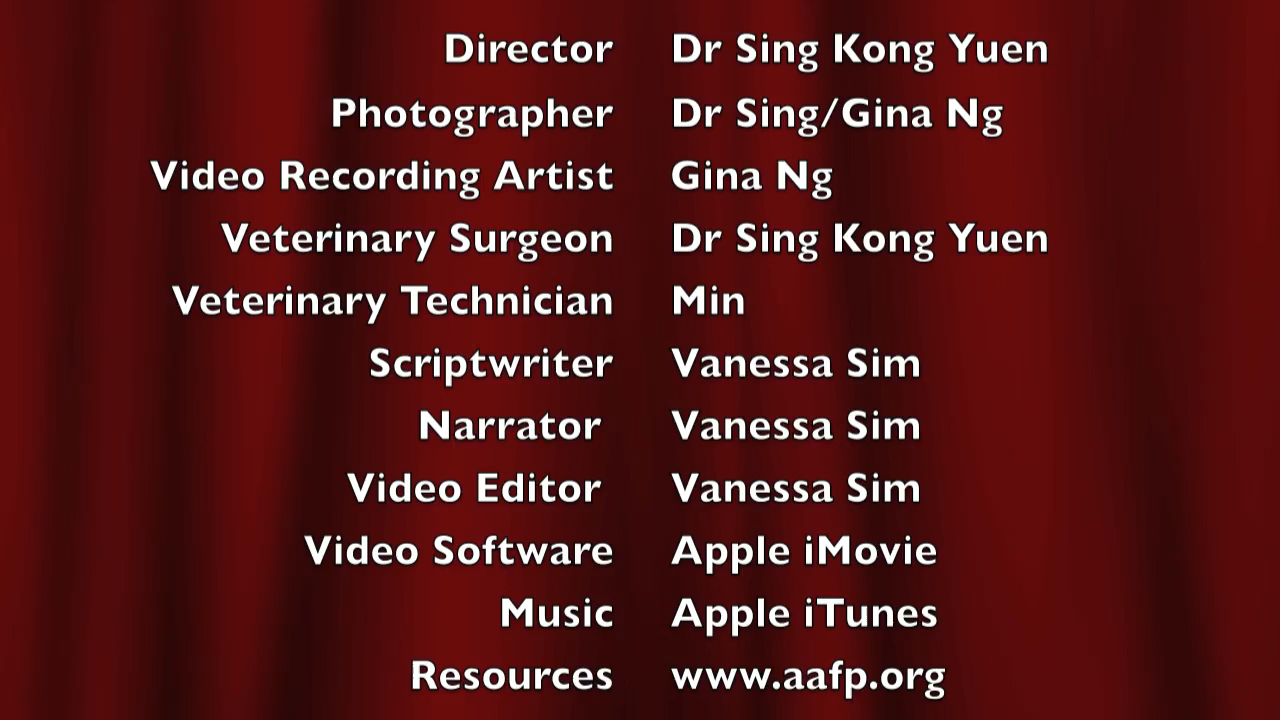 Director Dr Sing Kong Yuen
Photographer Dr Sing/Gina Ng
Video Recording Artist Gina Ng
Veterinary Surgeon Dr Sing Kong Yuen
Veterinary Technician Min
Scriptwriter Vanessa Sim
Narrator Vanessa Sim
Video Editor Vanessa Sim
Video Software Apple iMovie
Music Apple iTunes
Resources www.aafp.org